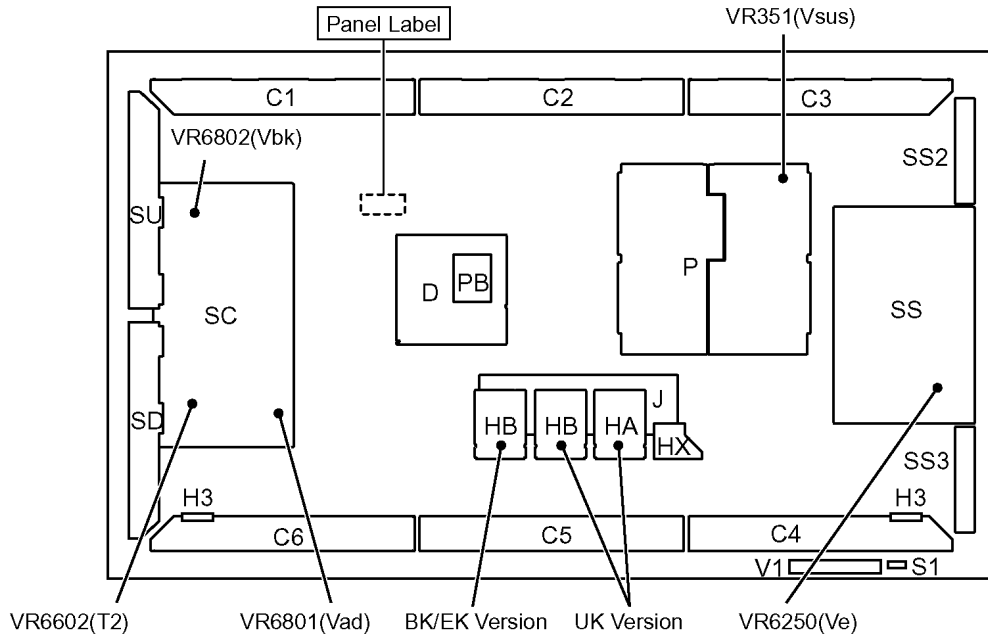 Panel Label
VR351(Vsus)
C1
C2
C3
VR6802(Vbk)
SS2
SU
D
PB
P
SC
SS
SD
J
HB
HB
HA
HX
SS3
H3
H3
C6
C5
C4
V1
S1
VR6602(T2)
VR6801(Vad)
BK/EK Version
UK Version
VR6250(Ve)